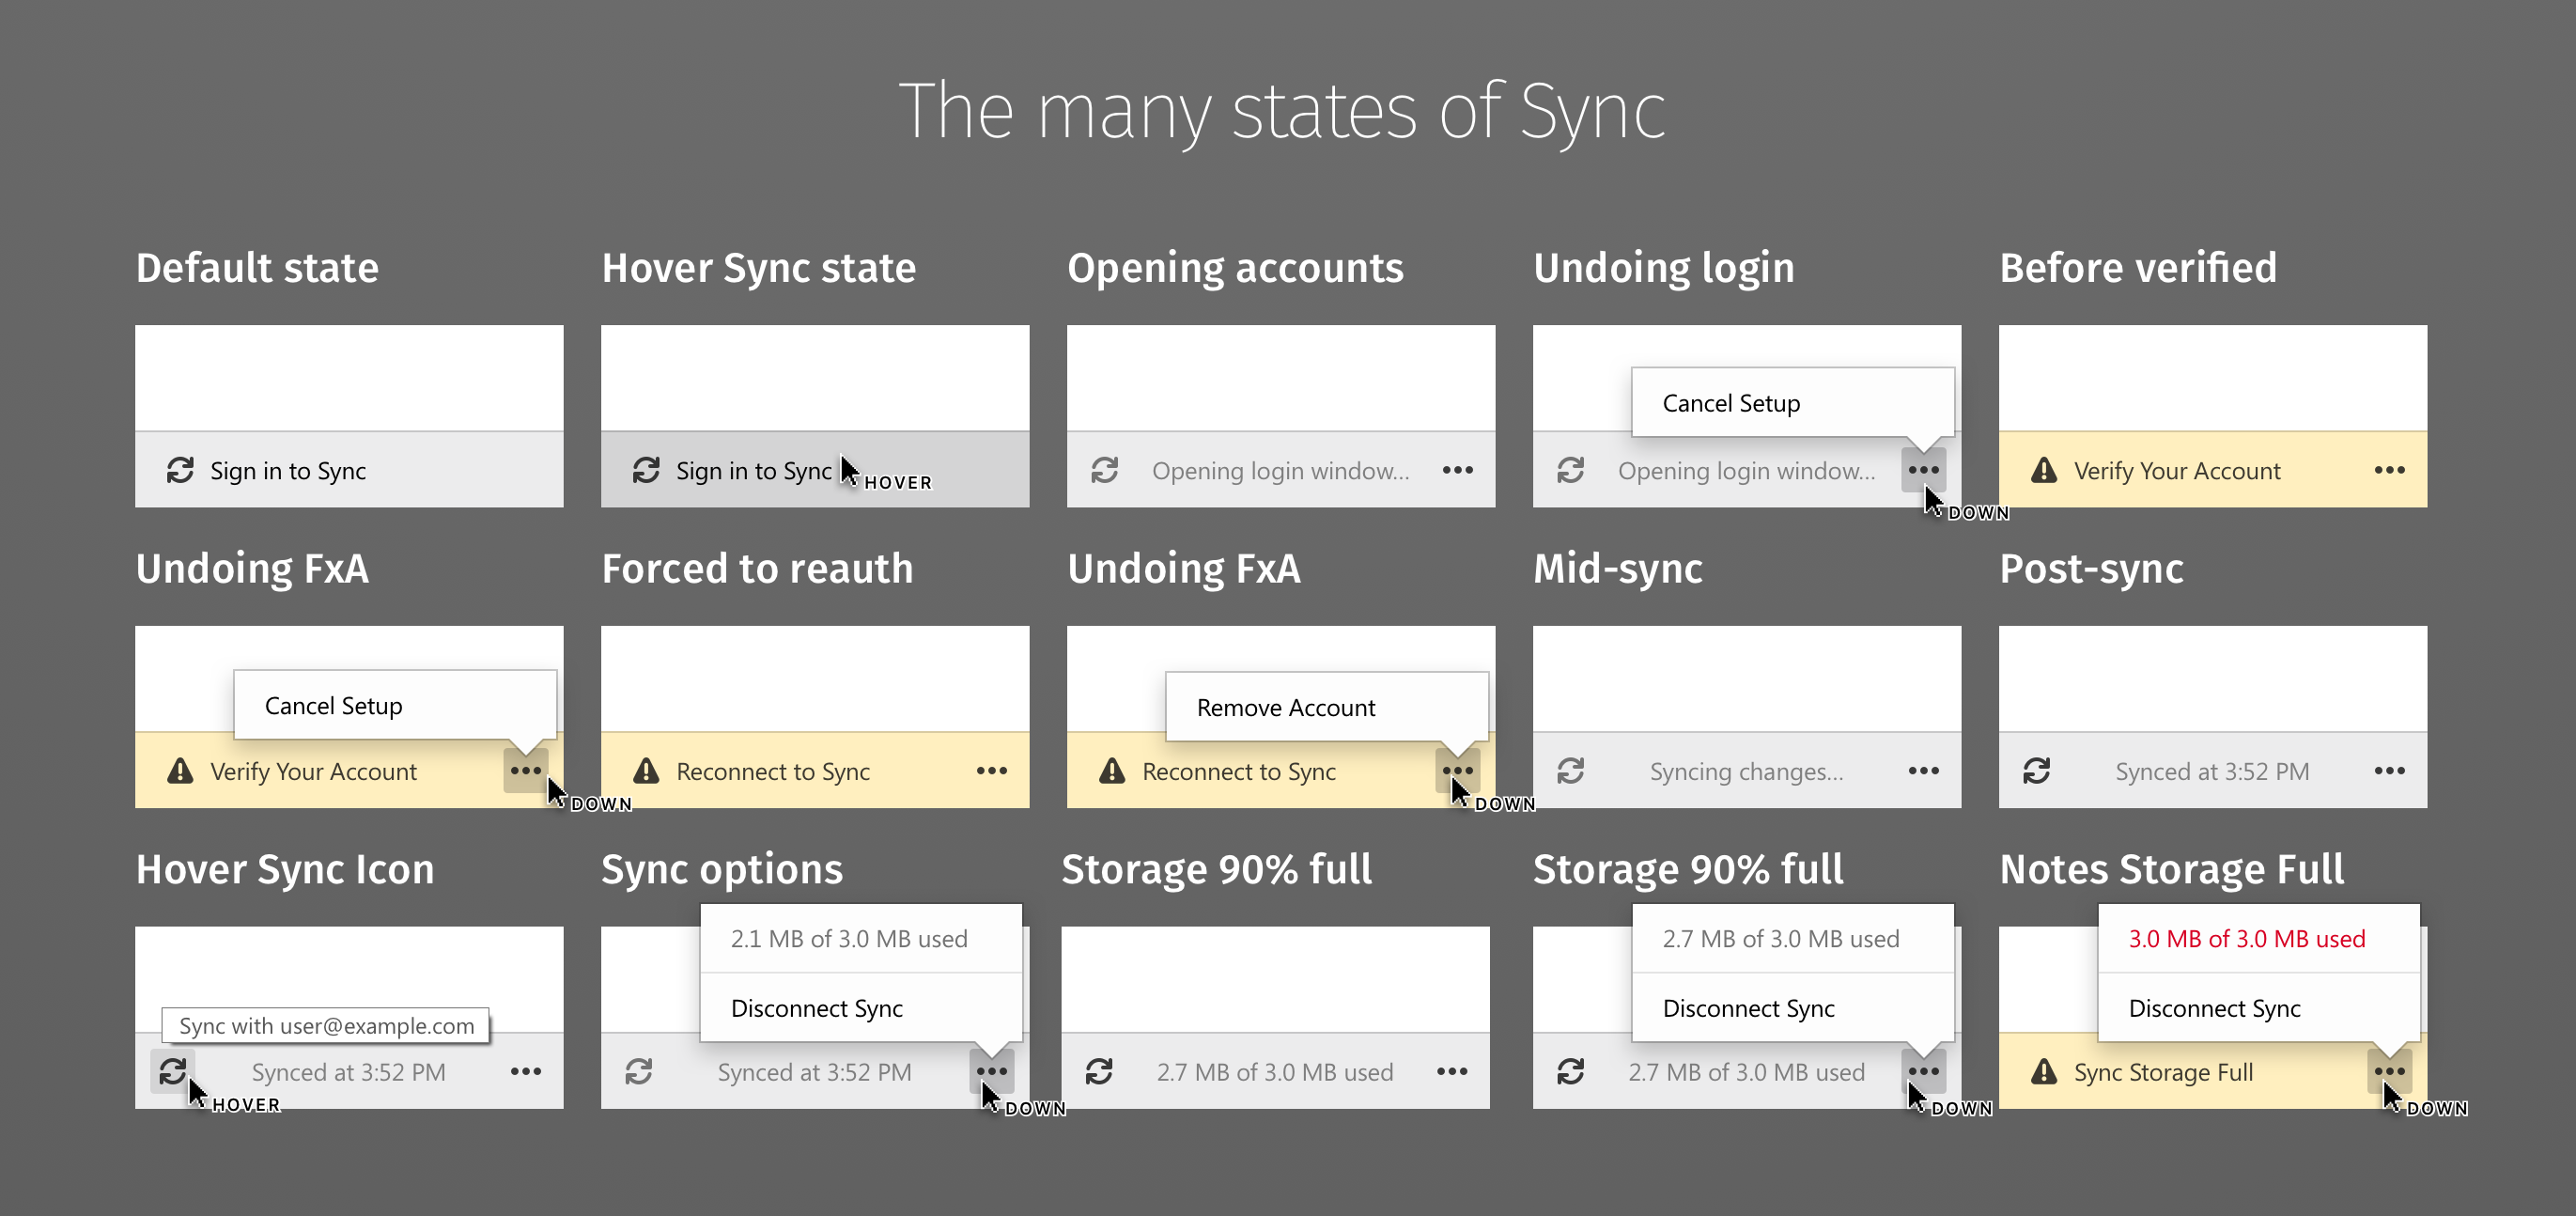 The many states of Sync
Default state
Sign in to Sync
Hover Sync state
Sign in to Sync
HOVER
Opening accounts
Opening login window...
Undoing login
Cancel Setup
Opening login window...
DOWN
Before verified
Verify Your Account
Undoing FxA
Cancel Setup
Verify Your Account
DOWN
Forced to reauth
Reconnect to Sync
Undoing FxA
Remove Account
Reconnect to Sync
DOWN
Mid-sync
Syncing changes...
Post-sync
Synced at 3:52 PM
Hover Sync Icon
Sync with user@example.com
Synced at 3:52 PM
HOVER
Sync options
2.1 MB of 3.0 MB used
Disconnect Sync
Synced at 3:52 PM
DOWN
Storage 90% full
2.7 MB of 3.0 MB used
Storage 90% full
2.7 MB of 3.0 MB used
Disconnect Sync
2.7 MB of 3.0 MB used
DOWN
Notes Storage Full
3.0 MB of 3.0 MB used
Disconnect Sync
Sync Storage Full
DOWN